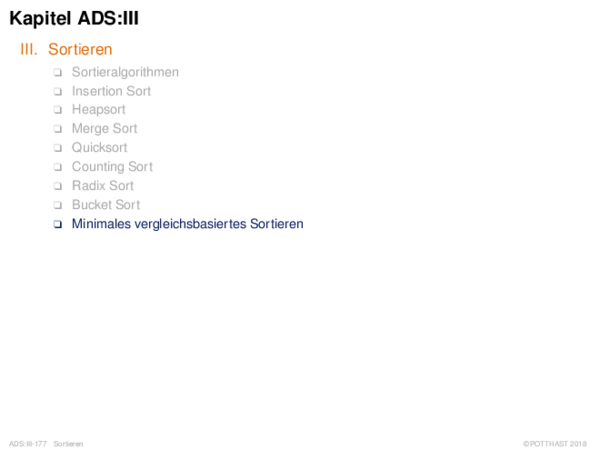 Kapitel ADS:III
III. Sortieren
❑ Sortieralgorithmen
❑ Insertion Sort
❑ Heapsort
❑ Merge Sort
❑ Quicksort
❑ Counting Sort
❑ Radix Sort
❑ Bucket Sort
❑ Minimales vergleichsbasiertes Sortieren
ADS:III-177 Sortieren ©POTTHAST 2018